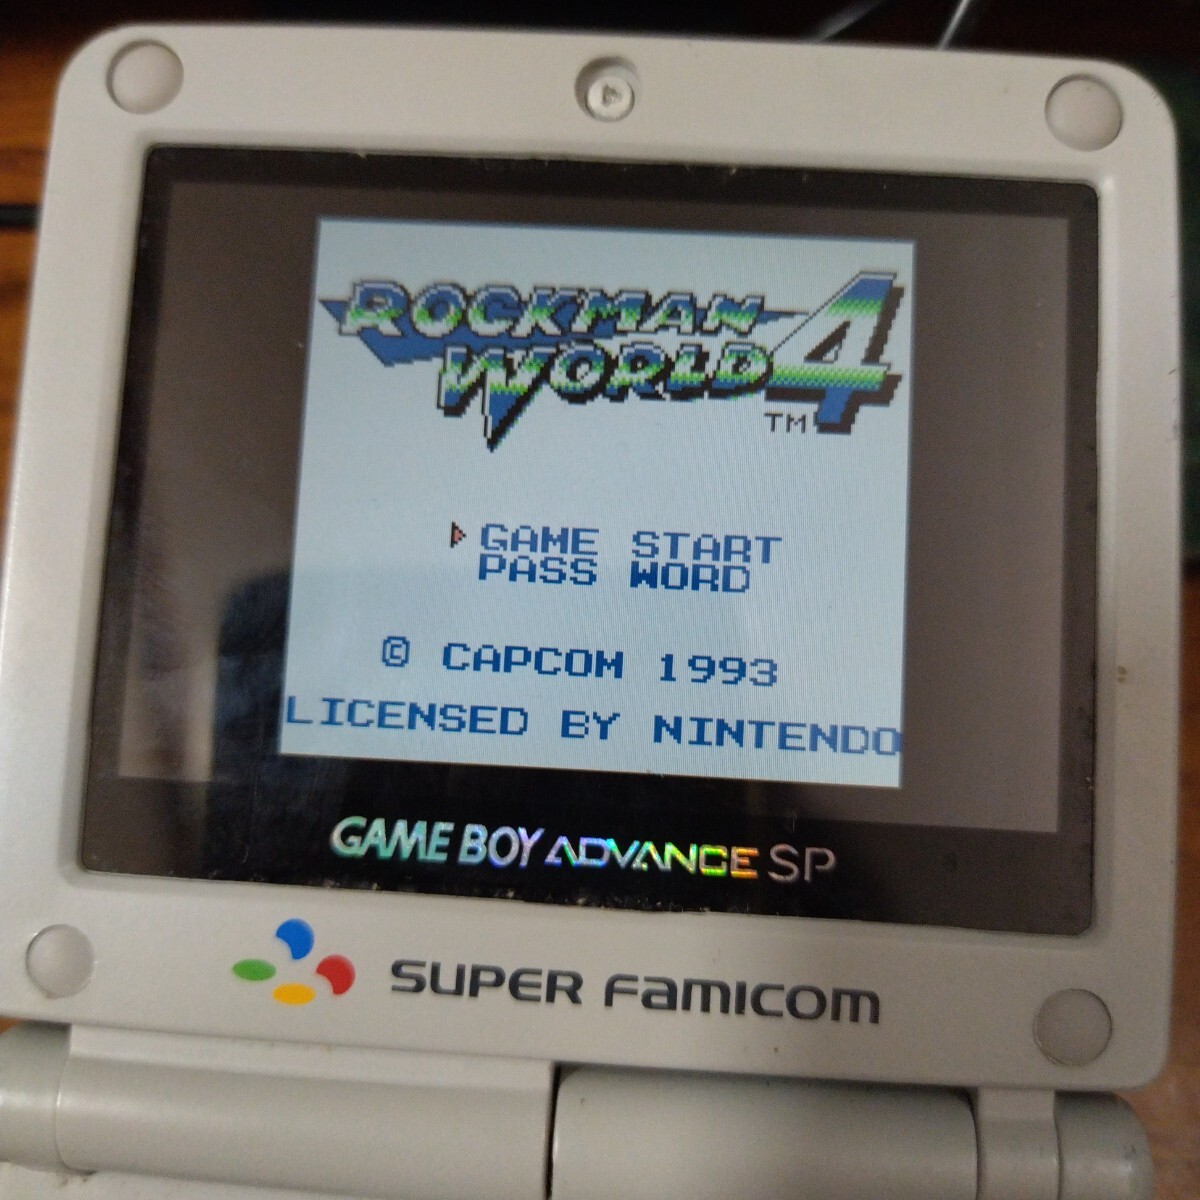 ROCKMAN
WORLD 4
TM
GAME START
PASS WORD
© CAPCOM 1993
LICENSED BY NINTENDO
GAME BOY ADVANCE SP
SUPER FAMICOM